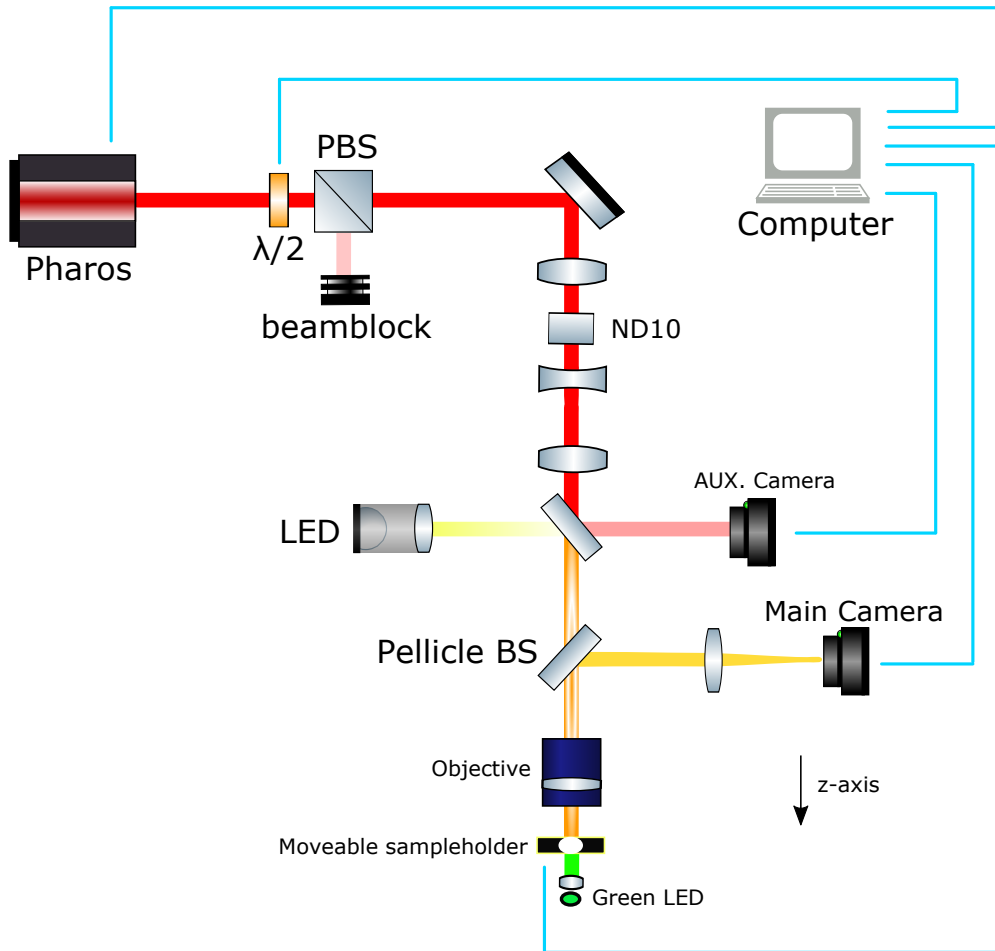 PBS
Computer
λ/2
Pharos
beamblock
ND10
AUX. Camera
LED
Main Camera
Pellicle BS
Objective
z-axis
Moveable sampleholder
Green LED